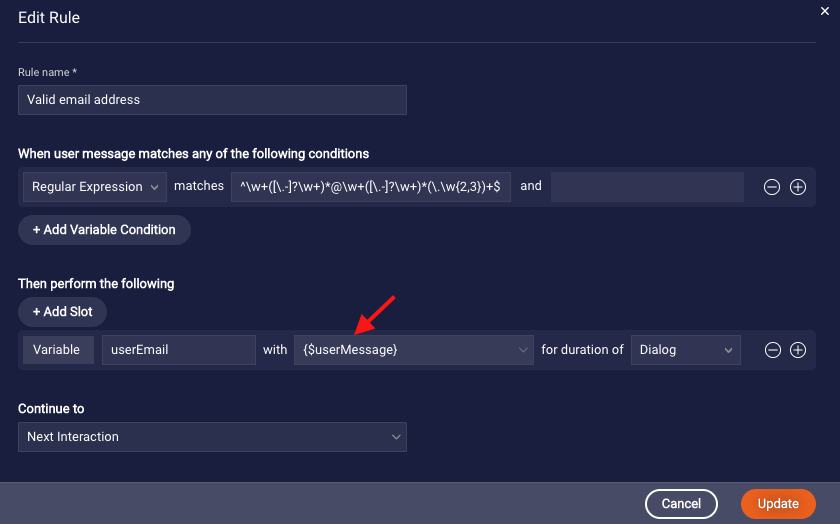 Edit Rule
Rule name *
Valid email address
When user message matches any of the following conditions
Regular Expression matches ^\w+([\.-]?\w+)*@\w+([\.-]?\w+)*(\.\w{2,3})+$ and
+ Add Variable Condition
Then perform the following
+ Add Slot
Variable userEmail with {$userMessage} for duration of Dialog
Continue to
Next Interaction
Cancel Update